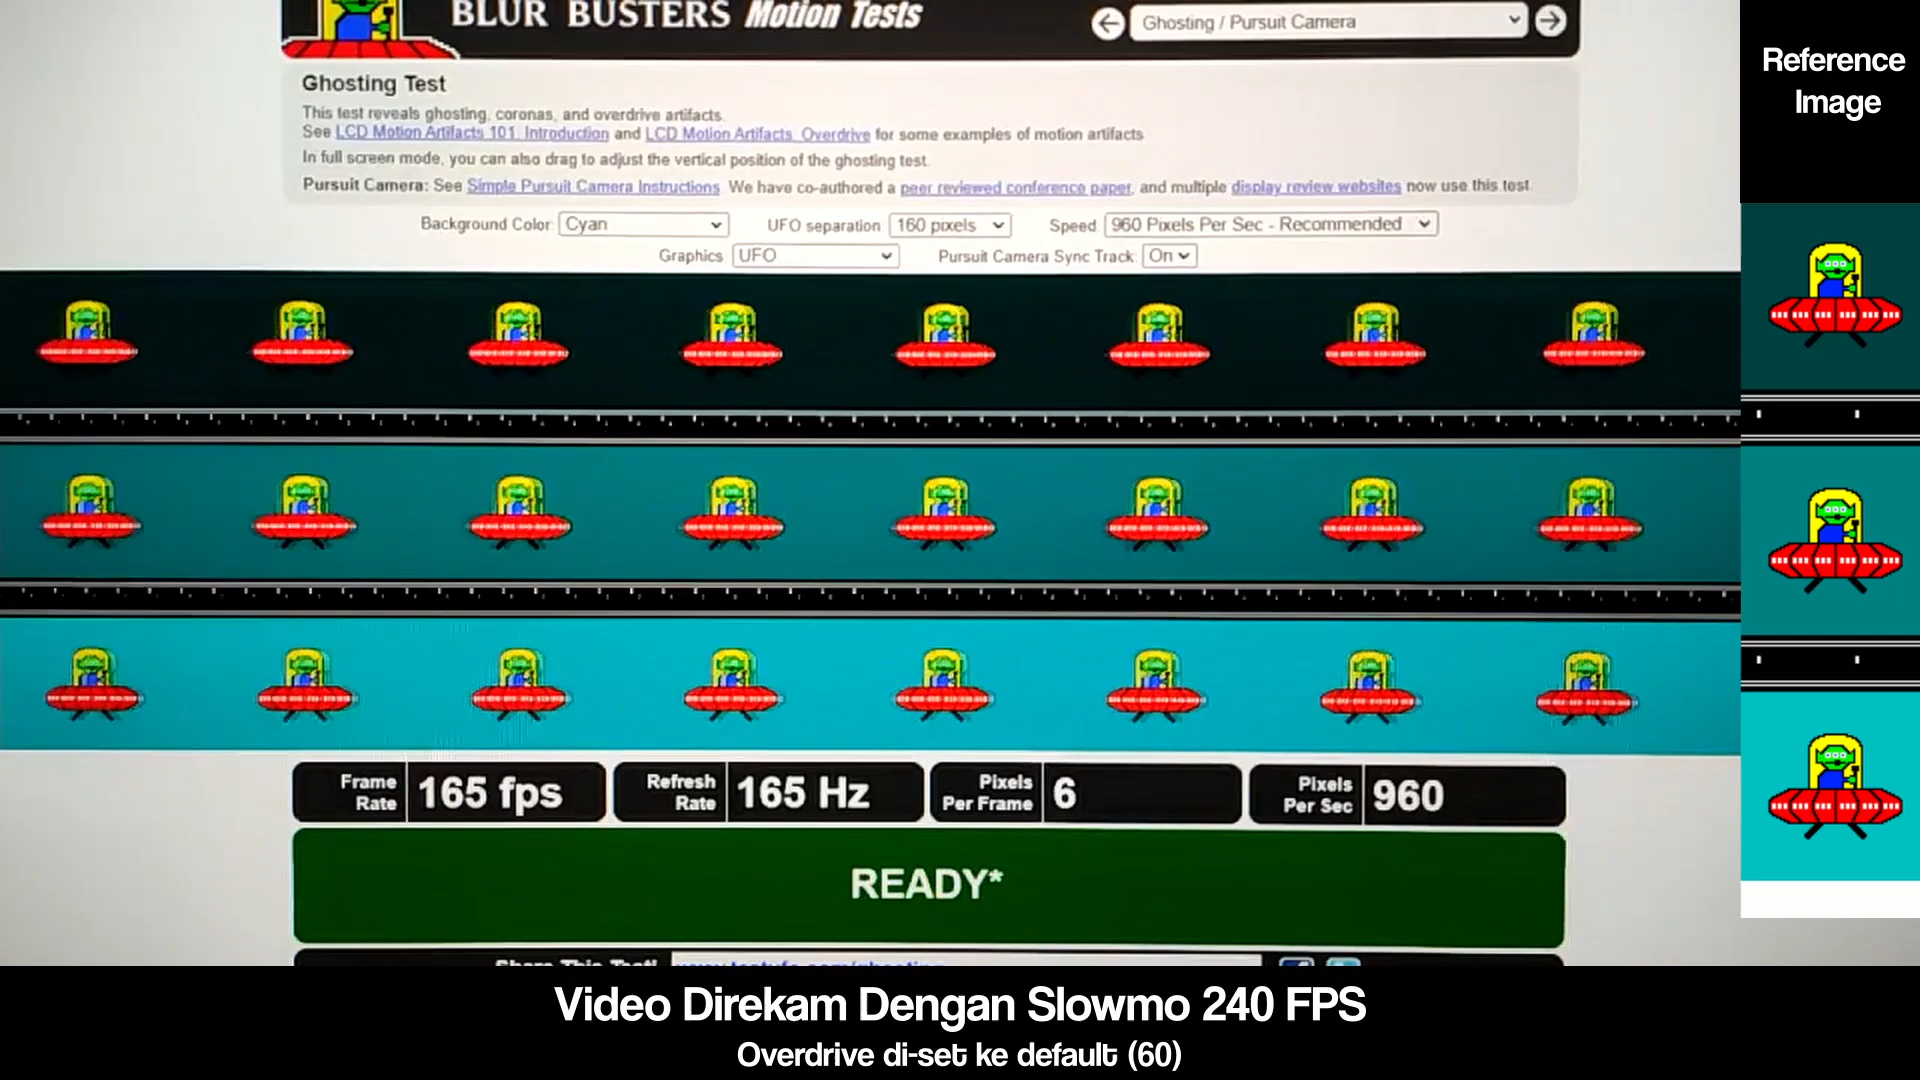 BLUR BUSTERS Motion Tests
Ghosting / Pursuit Camera
Reference
Image
Ghosting Test
This test reveals ghosting, coronas, and overdrive artifacts.
See LCD Motion Artifacts 101: Introduction and LCD Motion Artifacts: Overdrive for some examples of motion artifacts
In full screen mode, you can also drag to adjust the vertical position of the ghosting test.
Pursuit Camera: See Simple Pursuit Camera Instructions. We have co-authored a peer reviewed conference paper, and multiple display review websites now use this test.
Background Color: Cyan UFO separation: 160 pixels Speed: 960 Pixels Per Sec - Recommended
Graphics: UFO Pursuit Camera Sync Track: On
Frame Rate 165 fps Refresh Rate 165 Hz Pixels Per Frame 6 Pixels Per Sec 960
READY*
Video Direkam Dengan Slowmo 240 FPS
Overdrive di-set ke default (60)